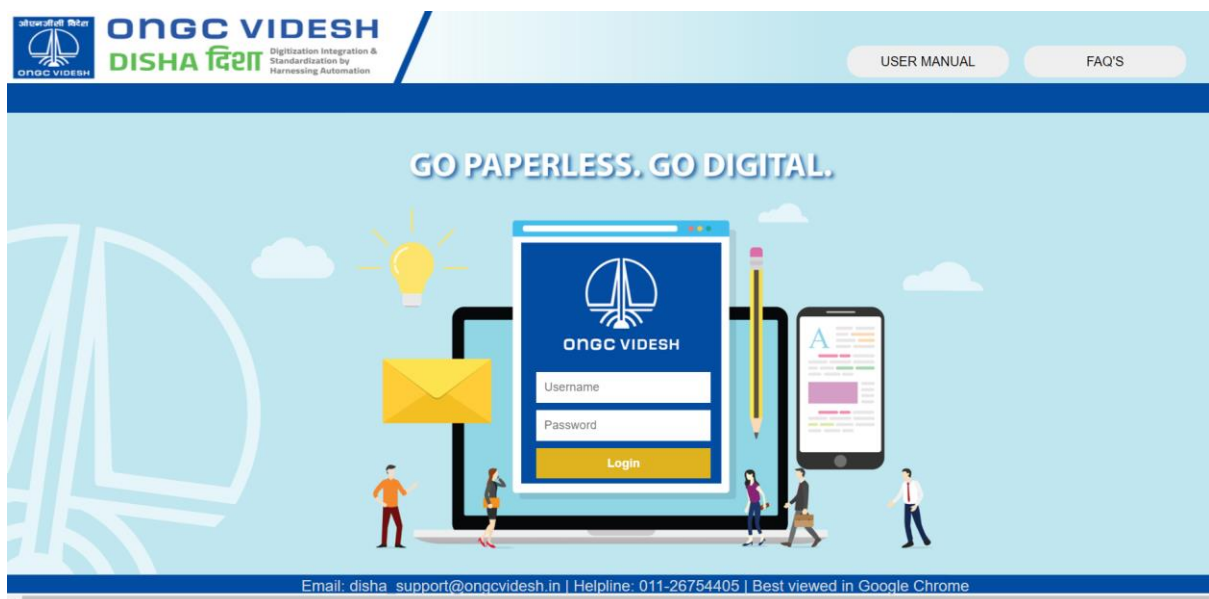 ओएनजीसी विदेश
ONGC VIDESH
ONGC VIDESH
DISHA दिशा
Digitization Integration &
Standardization by
Harnessing Automation
USER MANUAL
FAQ'S
GO PAPERLESS. GO DIGITAL.
ONGC VIDESH
Username
Password
Login
A
Email: disha_support@ongcvidesh.in | Helpline: 011-26754405 | Best viewed in Google Chrome